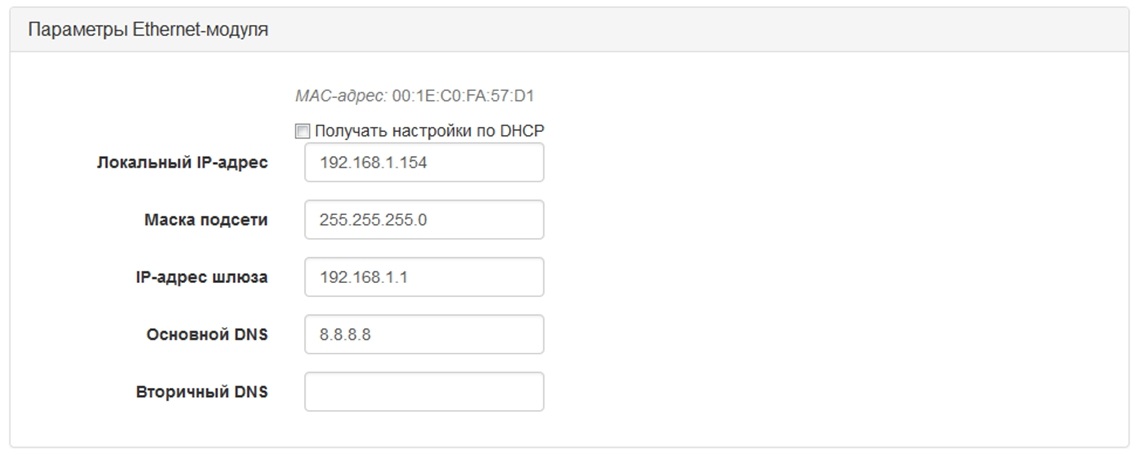 Параметры Ethernet-модуля
MAC-адрес: 00:1E:C0:FA:57:D1
Получать настройки по DHCP
Локальный IP-адрес 192.168.1.154
Маска подсети 255.255.255.0
IP-адрес шлюза 192.168.1.1
Основной DNS 8.8.8.8
Вторичный DNS